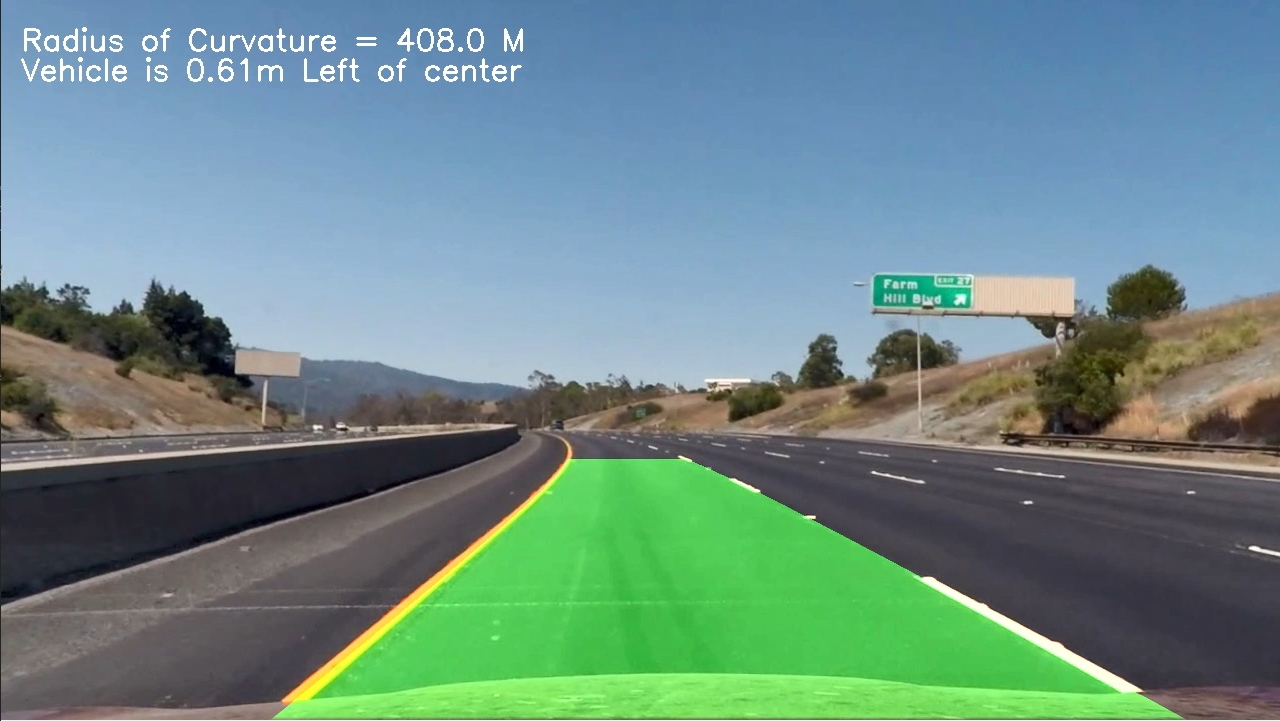 Radius of Curvature = 408.0 M
Vehicle is 0.61m Left of center
EXIT 27
Farm
Hill Blvd